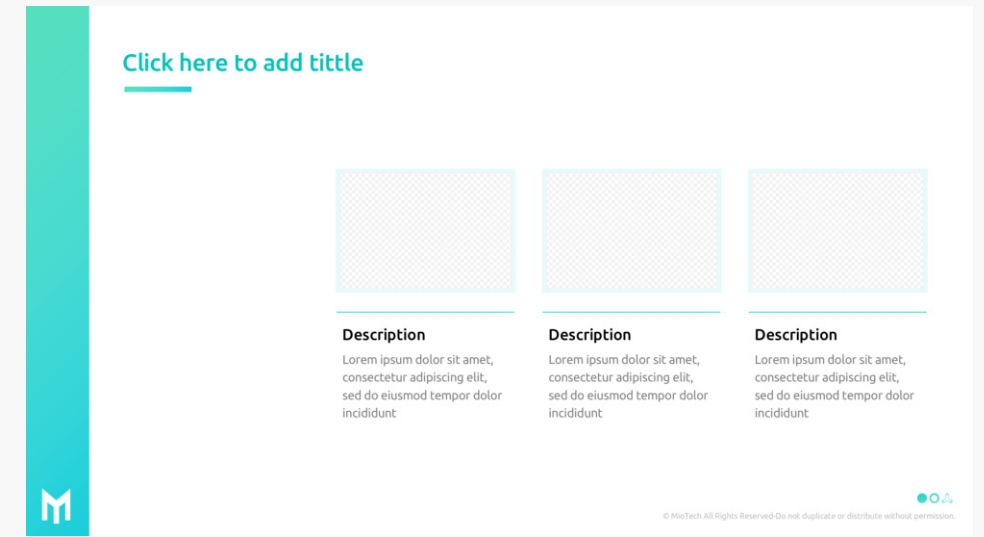 Click here to add tittle
Description
Lorem ipsum dolor sit amet,
consectetur adipiscing elit,
sed do eiusmod tempor dolor
incididunt
Description
Lorem ipsum dolor sit amet,
consectetur adipiscing elit,
sed do eiusmod tempor dolor
incididunt
Description
Lorem ipsum dolor sit amet,
consectetur adipiscing elit,
sed do eiusmod tempor dolor
incididunt
© MioTech All Rights Reserved-Do not duplicate or distribute without permission.